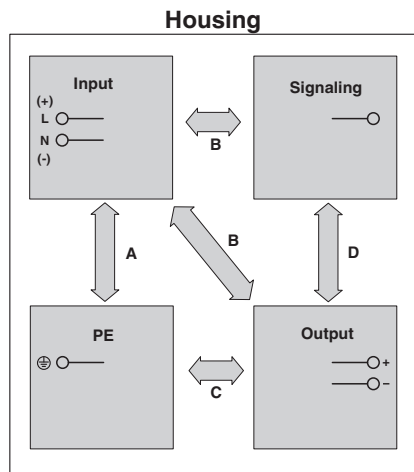 Housing
Input
(+)
L
N
(-)
Signaling
B
A
B
D
PE
Output
+
–
C